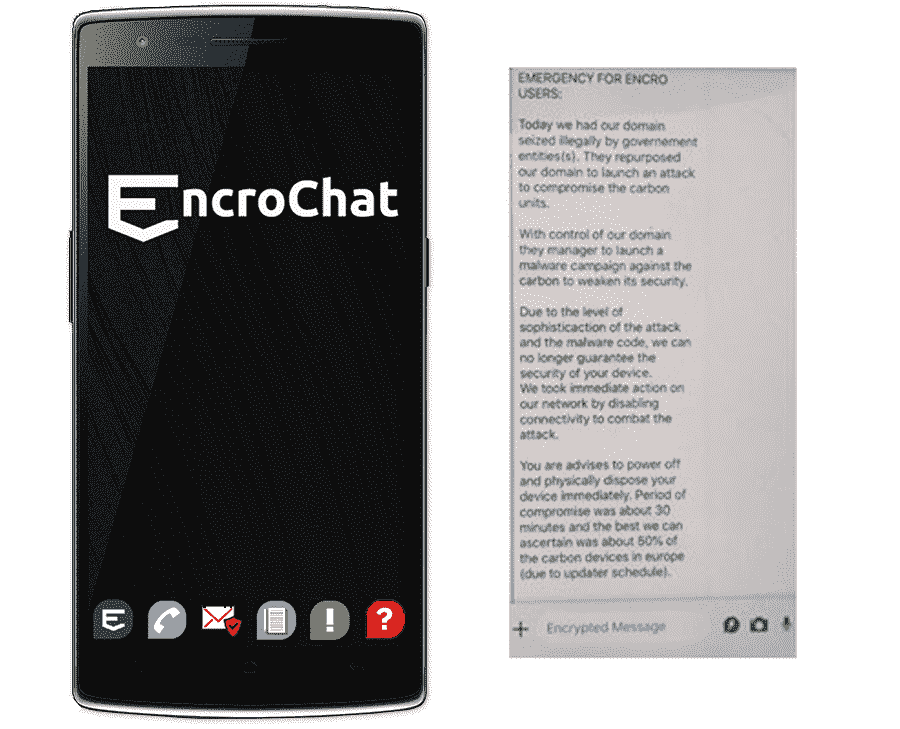 EncroChat
EMERGENCY FOR ENCRO
USERS:
Today we had our domain
seized illegally by governement
entities(s). They repurposed
our domain to launch an attack
to compromise the carbon
units.
With control of our domain
they manager to launch a
malware campaign against the
carbon to weaken its security.
Due to the level of
sophisticaction of the attack
and the malware code, we can
no longer guarantee the
security of your device.
We took immediate action on
our network by disabling
connectivity to combat the
attack.
You are advises to power off
and physically dispose your
device immediately. Period of
compromise was about 30
minutes and the best we can
ascertain was about 50% of
the carbon devices in europe
(due to updater schedule).
Encrypted Message